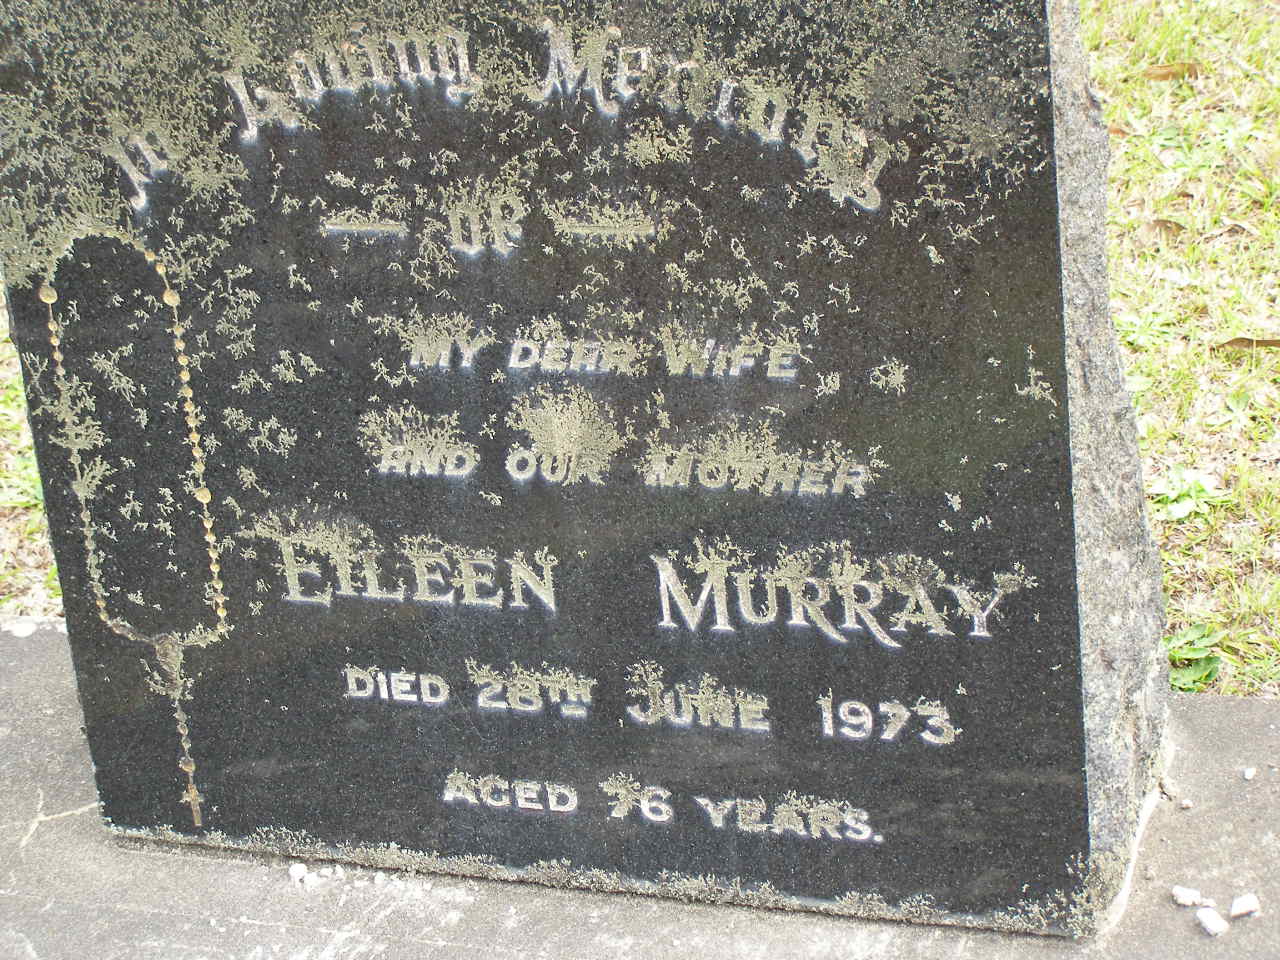 In Loving Memory
OF
MY DEAR WIFE
AND OUR MOTHER
EILEEN MURRAY
DIED 28TH JUNE 1973
AGED 76 YEARS.